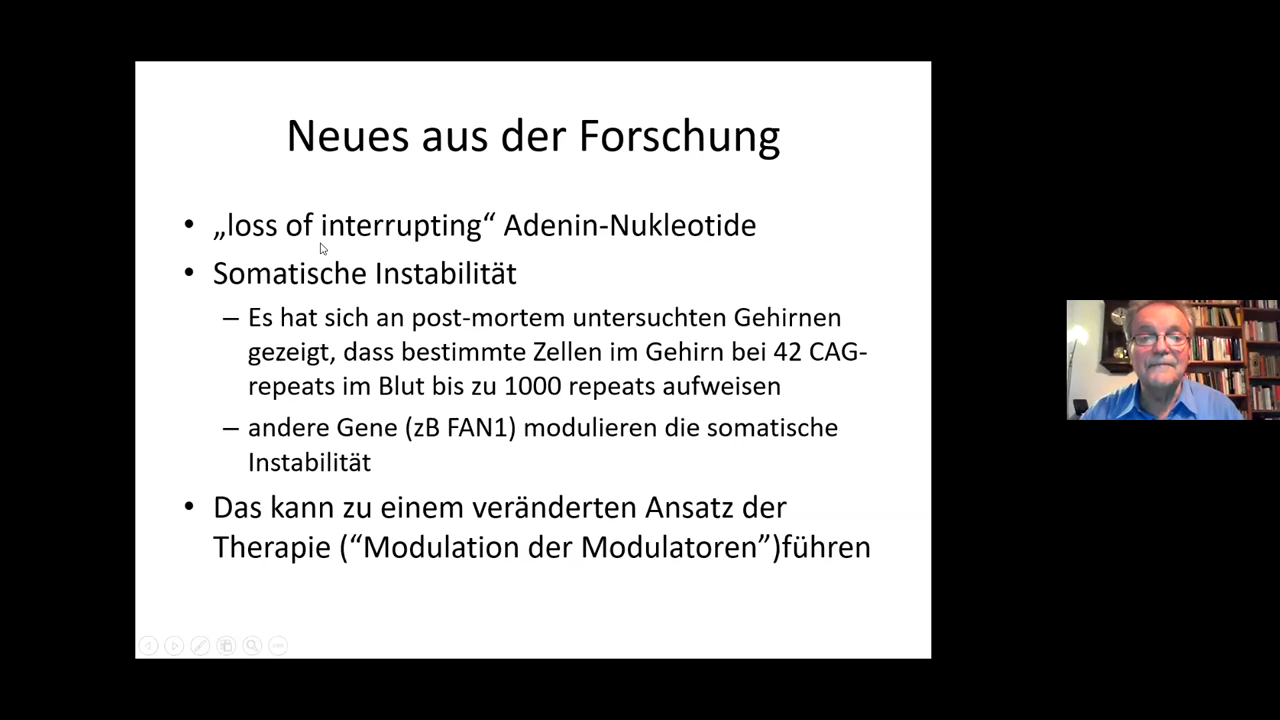 Neues aus der Forschung
• „loss of interrupting“ Adenin-Nukleotide
• Somatische Instabilität
– Es hat sich an post-mortem untersuchten Gehirnen
gezeigt, dass bestimmte Zellen im Gehirn bei 42 CAG-
repeats im Blut bis zu 1000 repeats aufweisen
– andere Gene (zB FAN1) modulieren die somatische
Instabilität
• Das kann zu einem veränderten Ansatz der
Therapie (“Modulation der Modulatoren”)führen